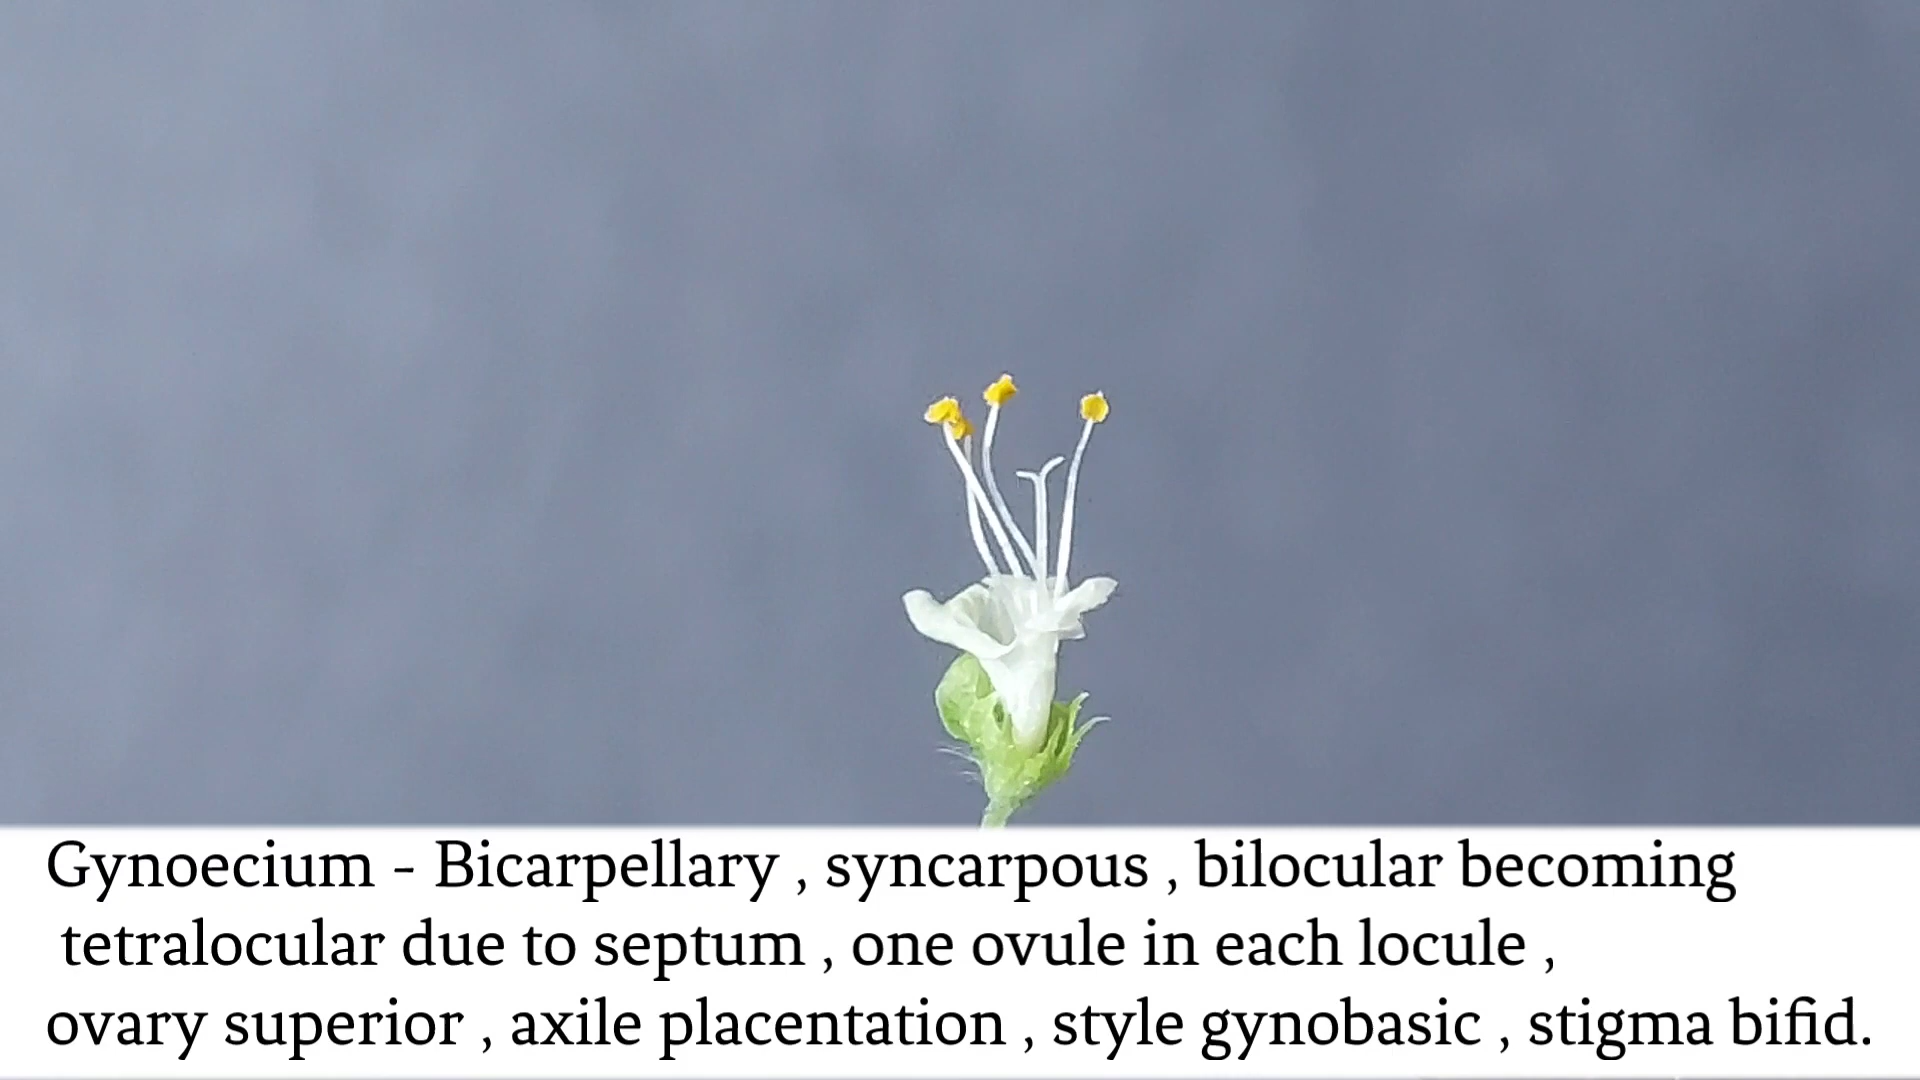 Gynoecium - Bicarpellary , syncarpous , bilocular becoming
tetralocular due to septum , one ovule in each locule ,
ovary superior , axile placentation , style gynobasic , stigma bifid.